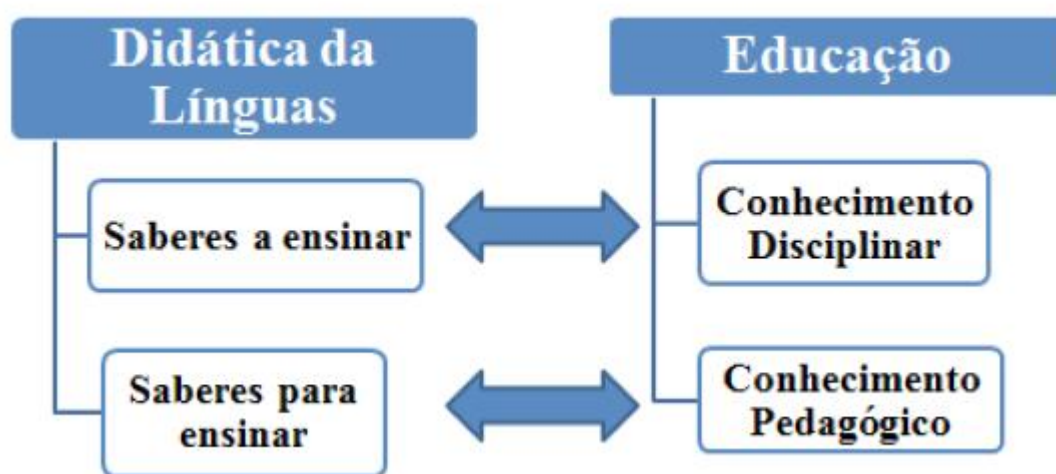 Didática da
Línguas
Saberes a ensinar
Saberes para
ensinar
Educação
Conhecimento
Disciplinar
Conhecimento
Pedagógico